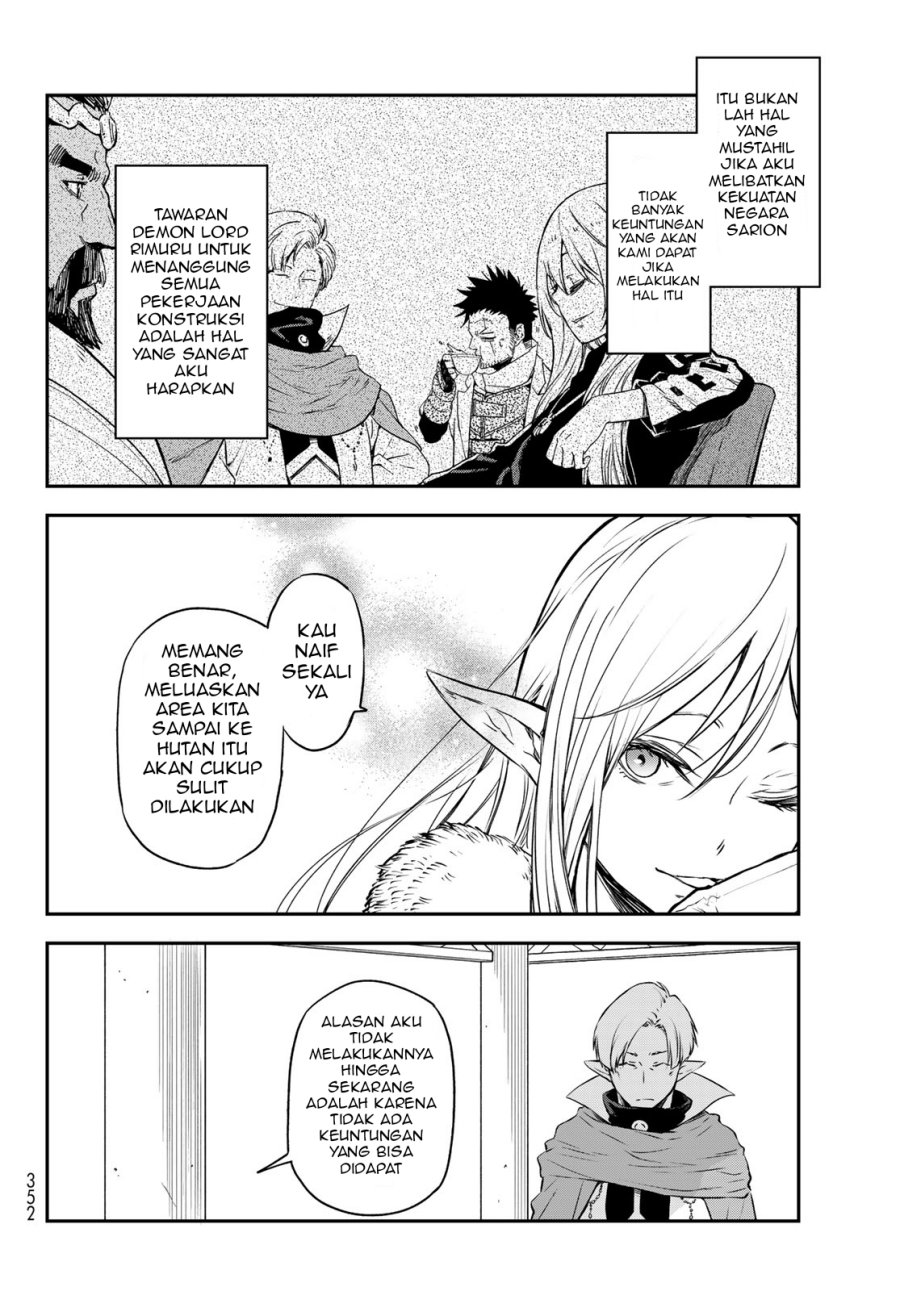 ITU BUKAN
LAH HAL
YANG
MUSTAHIL
JIKA AKU
MELIBATKAN
KEKUATAN
NEGARA
SARION
TIDAK
BANYAK
KEUNTUNGAN
YANG AKAN
KAMI DAPAT
JIKA
MELAKUKAN
HAL ITU
TAWARAN
DEMON LORD
RIMURU UNTUK
MENANGGUNG
SEMUA
PEKERJAAN
KONSTRUKSI
ADALAH HAL
YANG SANGAT
AKU
HARAPKAN
KAU
NAIF
SEKALI
YA
MEMANG
BENAR,
MELUASKAN
AREA KITA
SAMPAI KE
HUTAN ITU
AKAN CUKUP
SULIT
DILAKUKAN
ALASAN AKU
TIDAK
MELAKUKANNYA
HINGGA
SEKARANG
ADALAH KARENA
TIDAK ADA
KEUNTUNGAN
YANG BISA
DIDAPAT
352